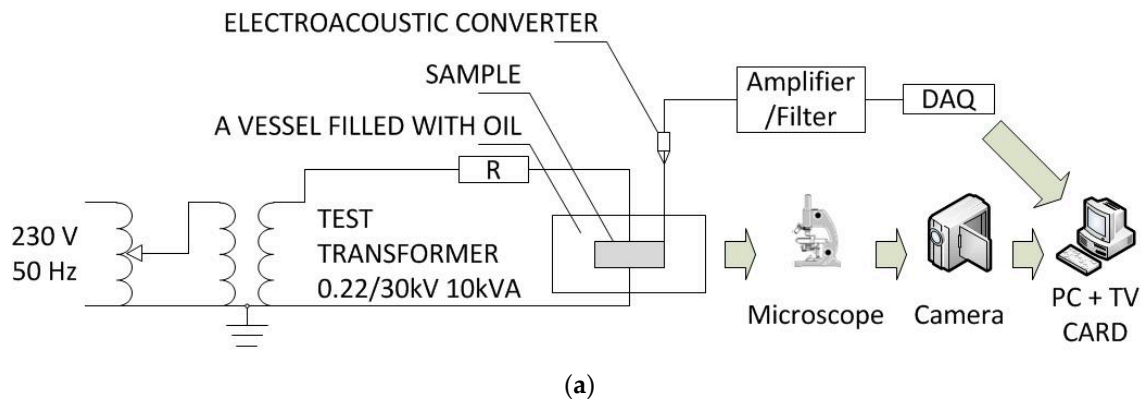 ELECTROACOUSTIC CONVERTER
SAMPLE
A VESSEL FILLED WITH OIL
Amplifier
/Filter
DAQ
R
230 V
50 Hz
TEST
TRANSFORMER
0.22/30kV 10kVA
Microscope
Camera
PC + TV
CARD
(a)